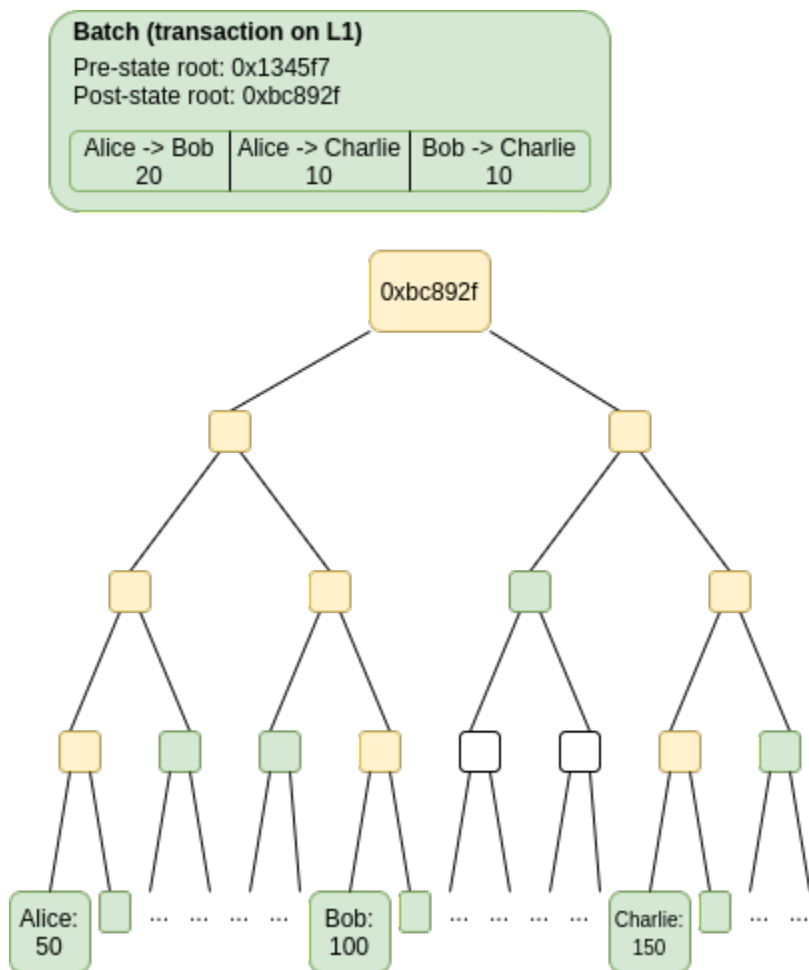 Batch (transaction on L1)
Pre-state root: 0x1345f7
Post-state root: 0xbc892f
Alice -> Bob
20
Alice -> Charlie
10
Bob -> Charlie
10
0xbc892f
Alice:
50
... ... ... ...
Bob:
100
... ... ... ...
Charlie:
150
... ...